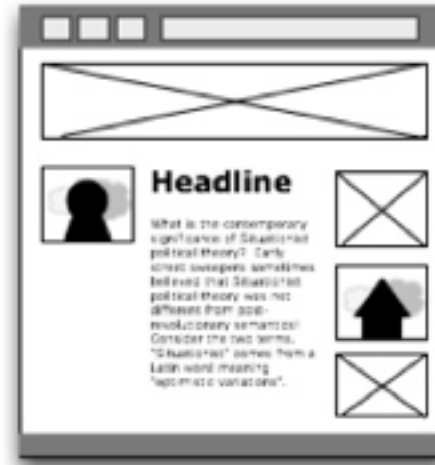 Headline
What is the contemporary
significance of Situationist
political theory? Early
street sweepers sometimes
believed that Situationist
political theory was not
different from post-
revolutionary semantics!
Consider the two terms.
"Situationist" comes from a
Latin word meaning
"optimistic variations".